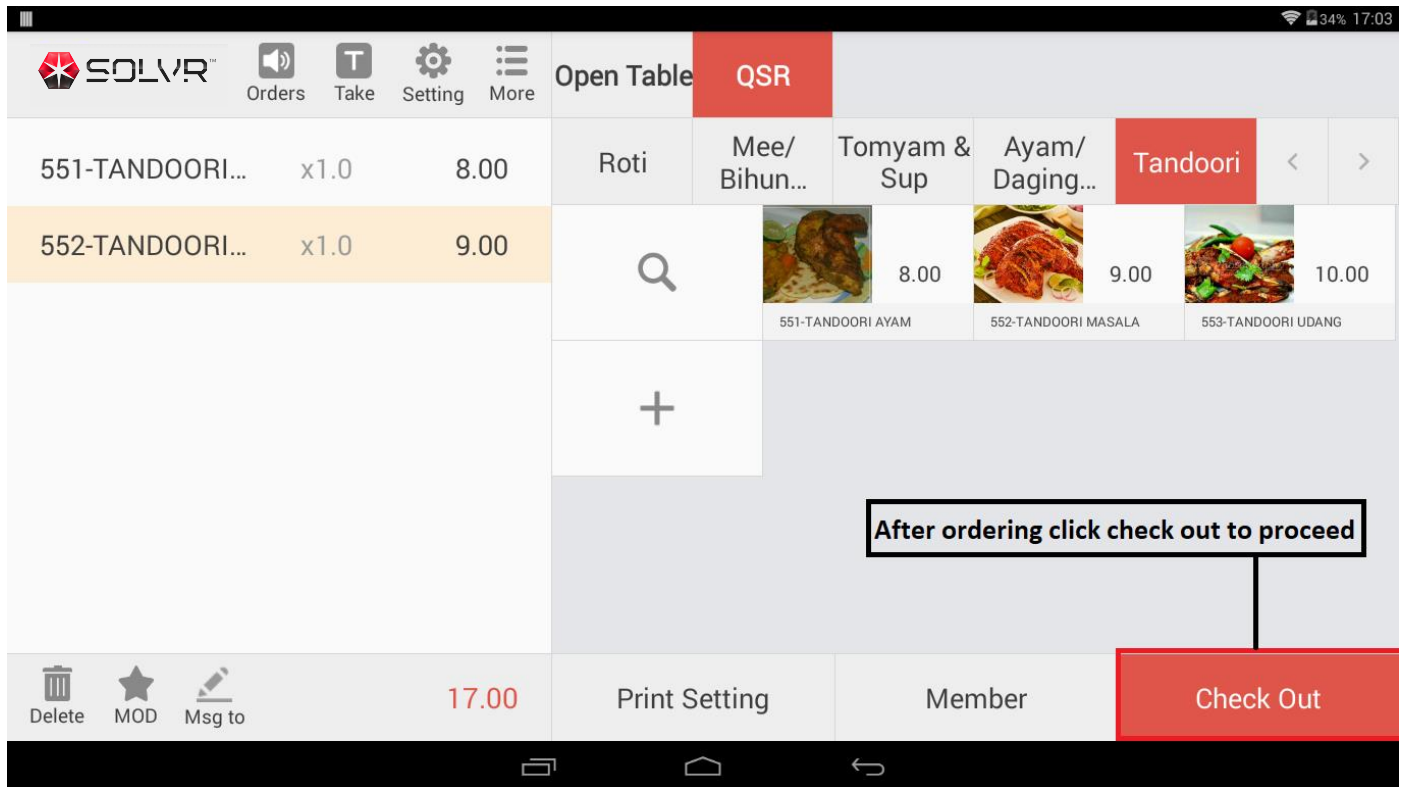 34% 17:03
SOLVR™
Orders Take Setting More
Open Table QSR
551-TANDOORI... x1.0 8.00
552-TANDOORI... x1.0 9.00
Roti
Mee/
Bihun...
Tomyam &
Sup
Ayam/
Daging...
Tandoori < >
8.00
551-TANDOORI AYAM
9.00
552-TANDOORI MASALA
10.00
553-TANDOORI UDANG
+
After ordering click check out to proceed
Delete MOD Msg to 17.00
Print Setting Member Check Out